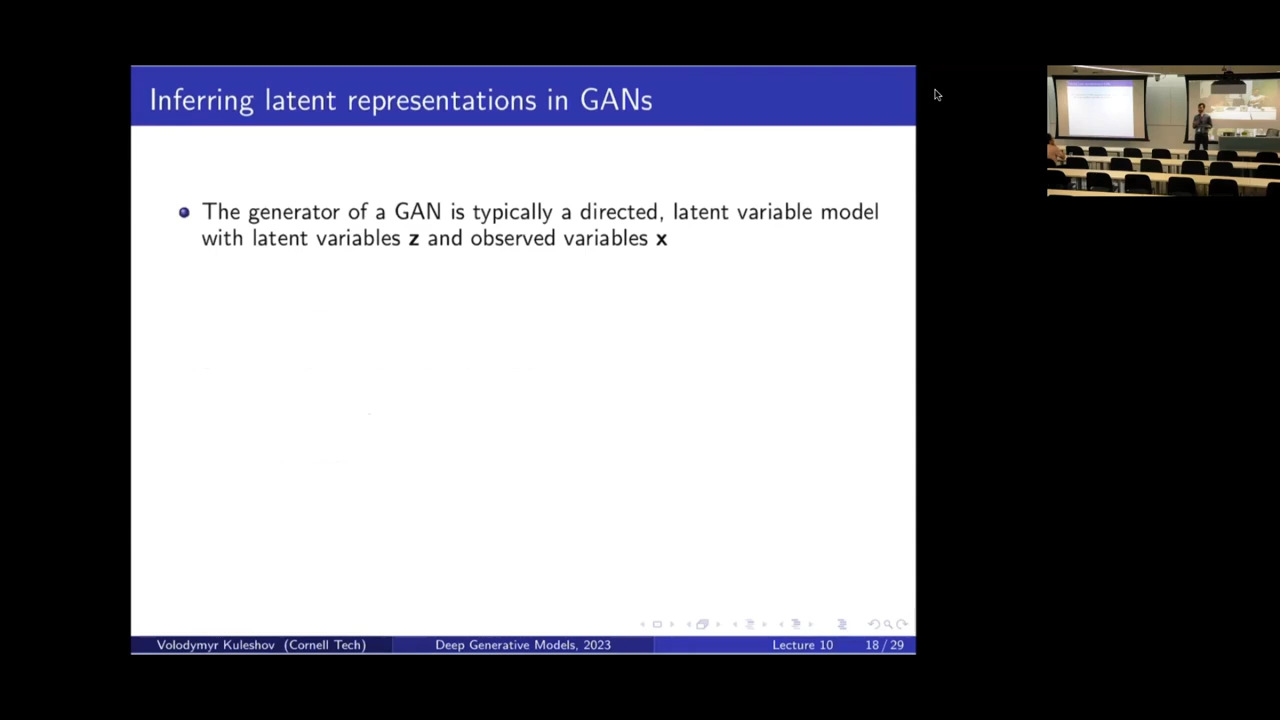 Inferring latent representations in GANs
The generator of a GAN is typically a directed, latent variable model
with latent variables z and observed variables x
Volodymyr Kuleshov (Cornell Tech) Deep Generative Models, 2023 Lecture 10 18 / 29